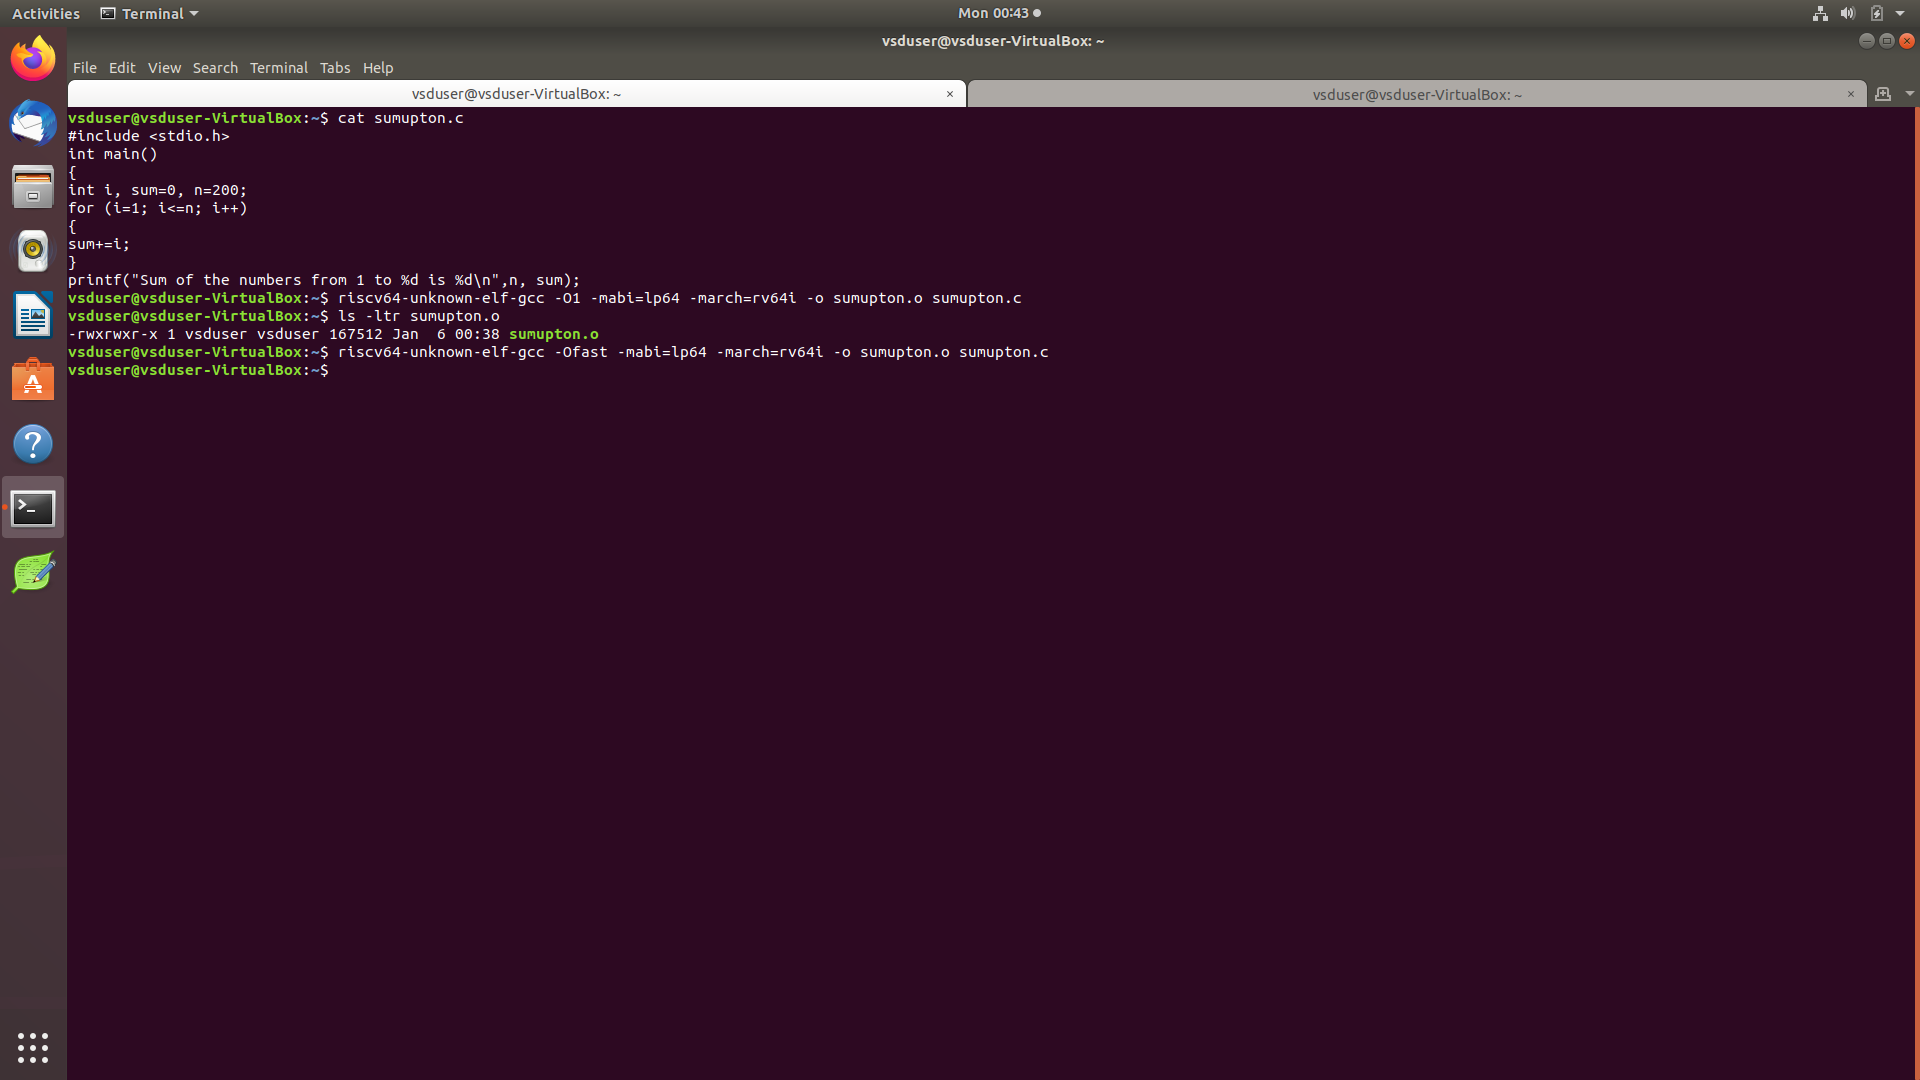 Activities Terminal Mon 00:43
vsduser@vsduser-VirtualBox: ~
File Edit View Search Terminal Tabs Help
vsduser@vsduser-VirtualBox: ~ × vsduser@vsduser-VirtualBox: ~ ×
vsduser@vsduser-VirtualBox:~$ cat sumupton.c
#include <stdio.h>
int main()
{
int i, sum=0, n=200;
for (i=1; i<=n; i++)
{
sum+=i;
}
printf("Sum of the numbers from 1 to %d is %d\n",n, sum);
vsduser@vsduser-VirtualBox:~$ riscv64-unknown-elf-gcc -O1 -mabi=lp64 -march=rv64i -o sumupton.o sumupton.c
vsduser@vsduser-VirtualBox:~$ ls -ltr sumupton.o
-rwxrwxr-x 1 vsduser vsduser 167512 Jan  6 00:38 sumupton.o
vsduser@vsduser-VirtualBox:~$ riscv64-unknown-elf-gcc -Ofast -mabi=lp64 -march=rv64i -o sumupton.o sumupton.c
vsduser@vsduser-VirtualBox:~$